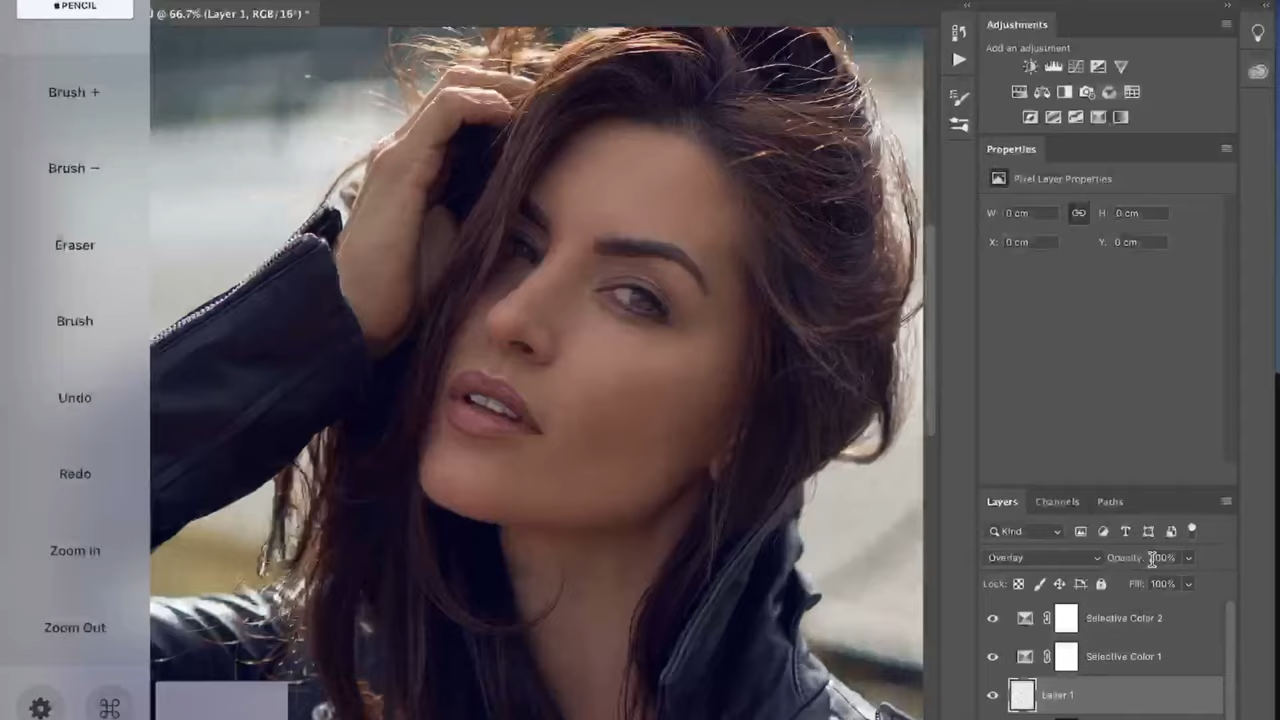 PENCIL
Brush +
Brush −
Eraser
Brush
Undo
Redo
Zoom in
Zoom Out
@ 66.7% (Layer 1, RGB/16*) *
Adjustments
Add an adjustment
Properties
Pixel Layer Properties
W: 0 cm
H: 0 cm
X: 0 cm
Y: 0 cm
Layers Channels Paths
Kind
Overlay
Opacity: 100%
Lock:
Fill: 100%
Selective Color 2
Selective Color 1
Layer 1